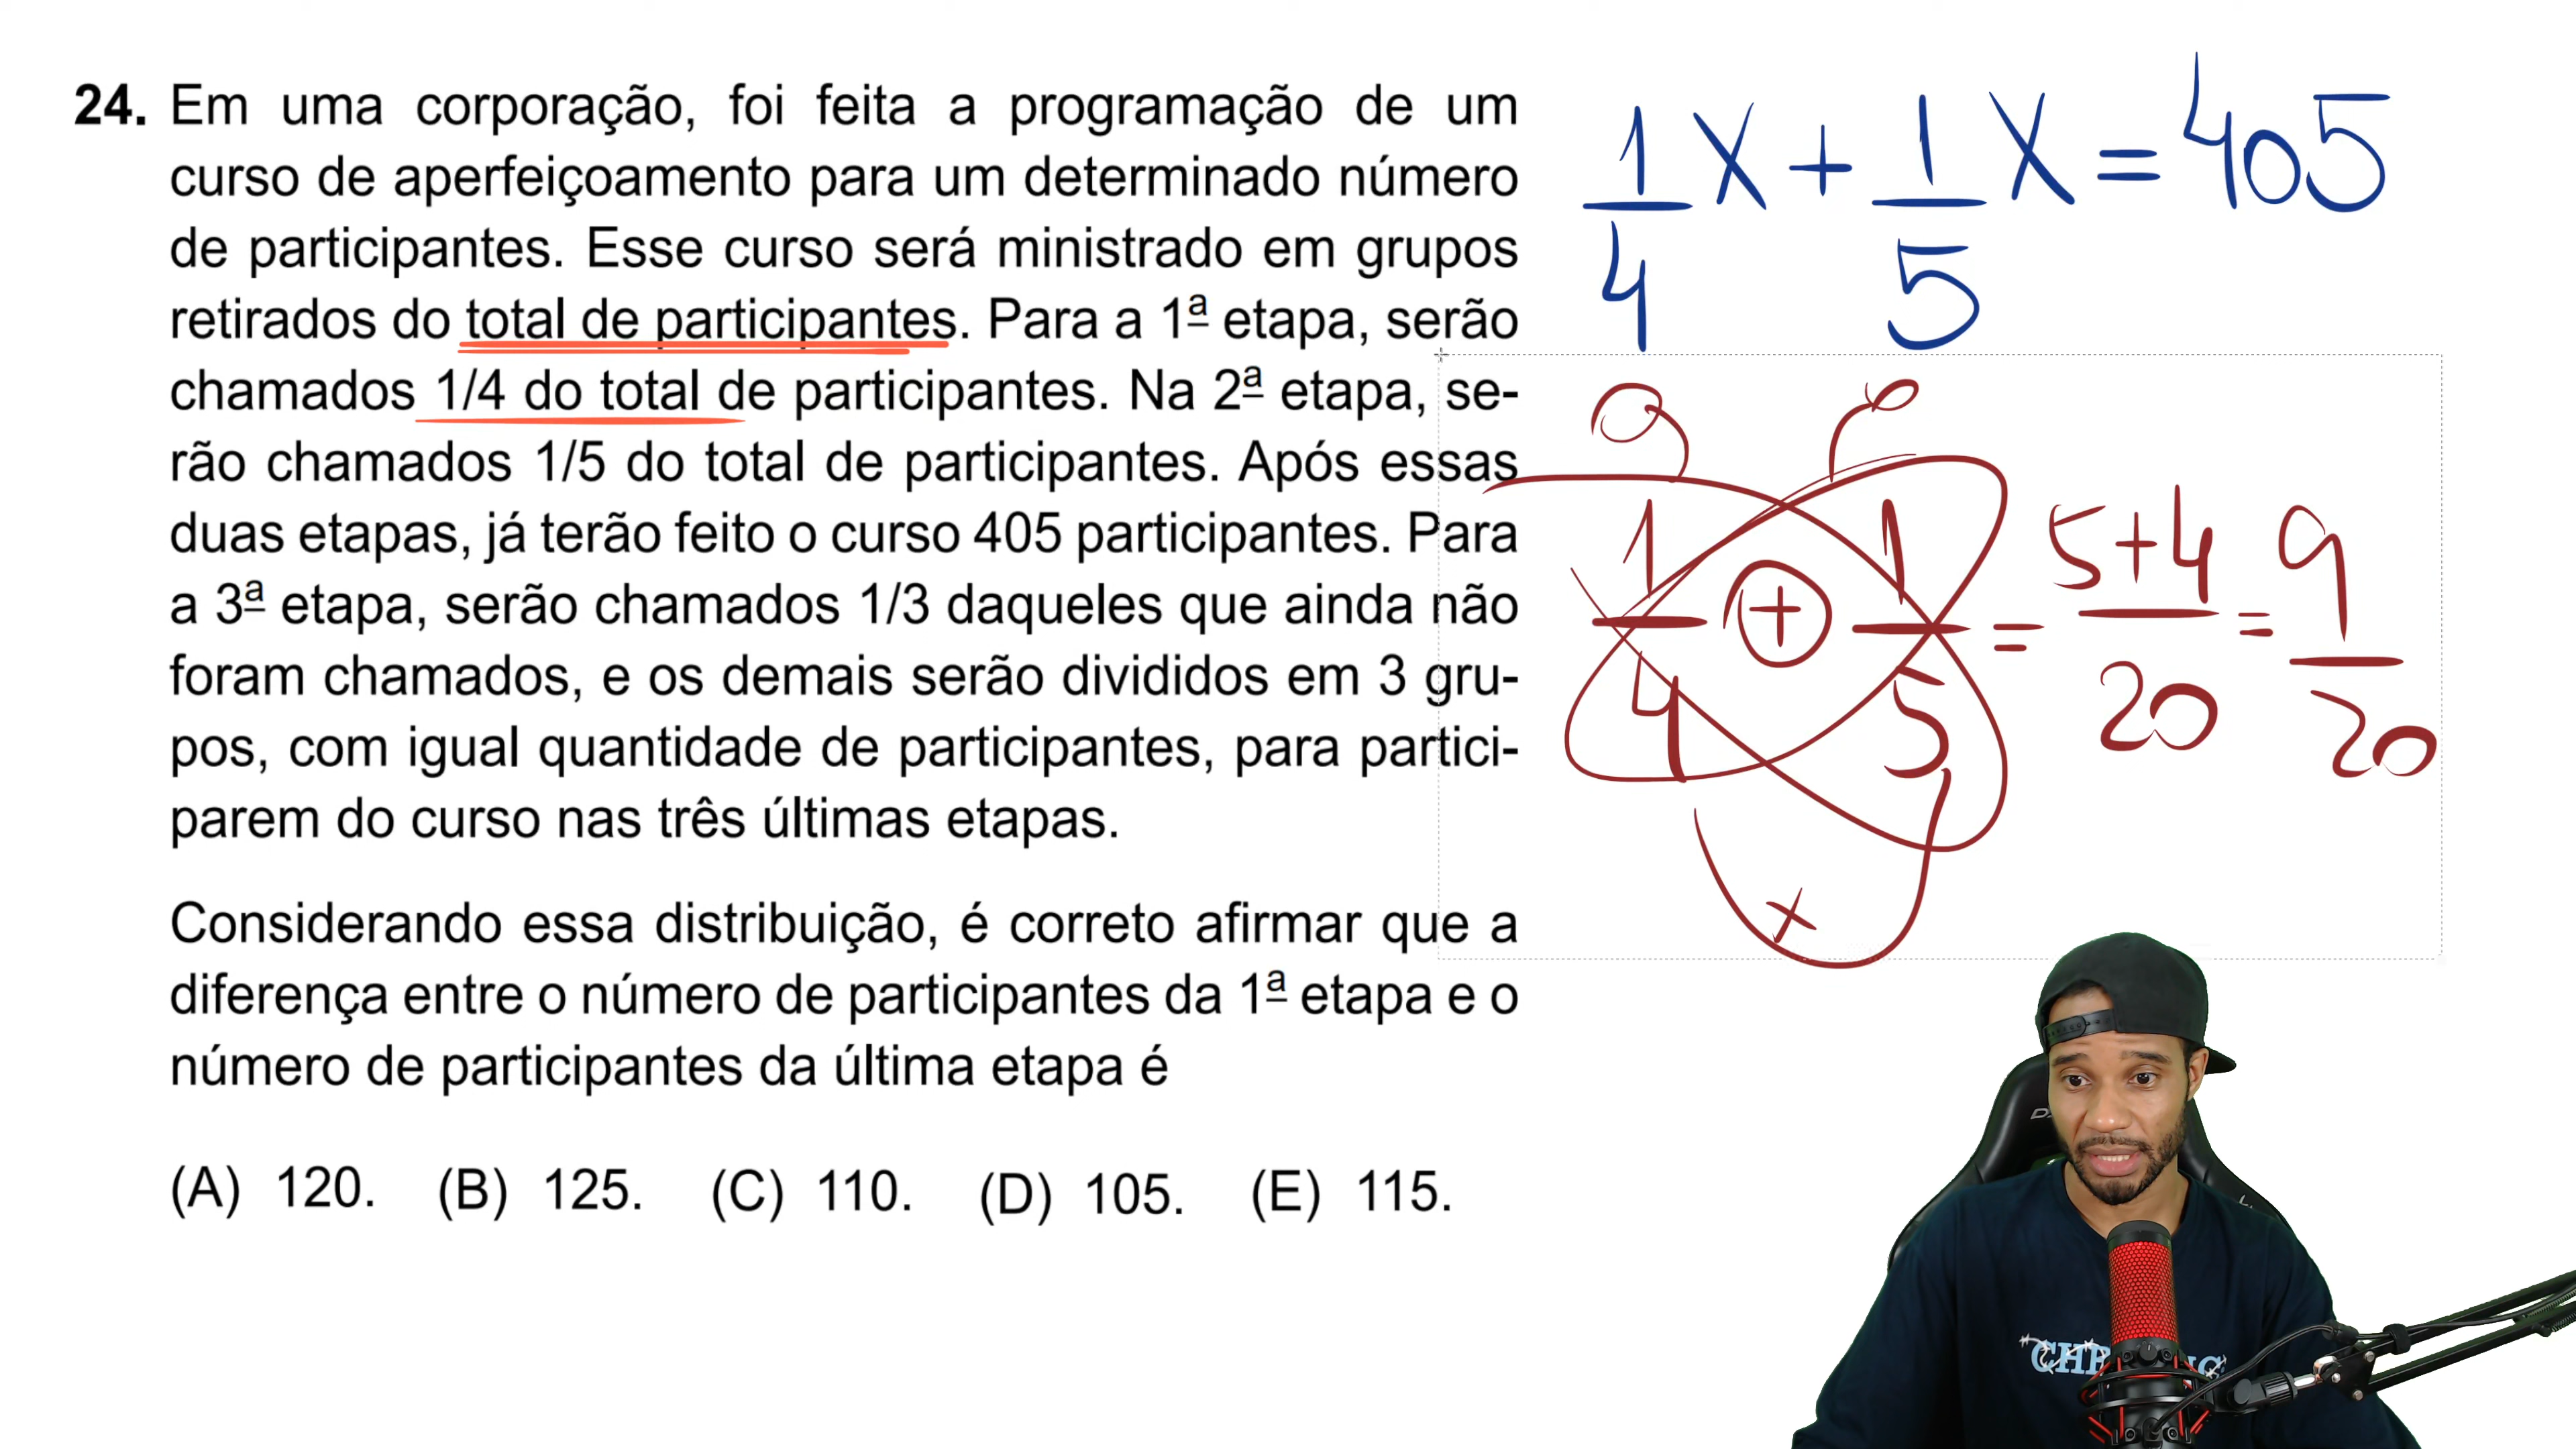 24. Em uma corporação, foi feita a programação de um
curso de aperfeiçoamento para um determinado número
de participantes. Esse curso será ministrado em grupos
retirados do total de participantes. Para a 1ª etapa, serão
chamados 1/4 do total de participantes. Na 2ª etapa, se-
rão chamados 1/5 do total de participantes. Após essas
duas etapas, já terão feito o curso 405 participantes. Para
a 3ª etapa, serão chamados 1/3 daqueles que ainda não
foram chamados, e os demais serão divididos em 3 gru-
pos, com igual quantidade de participantes, para partici-
parem do curso nas três últimas etapas.
Considerando essa distribuição, é correto afirmar que a
diferença entre o número de participantes da 1ª etapa e o
número de participantes da última etapa é
(A) 120. (B) 125. (C) 110. (D) 105. (E) 115.
1/4 X + 1/5 X = 405
1/4 + 1/5 = 5+4/20 = 9/20
x